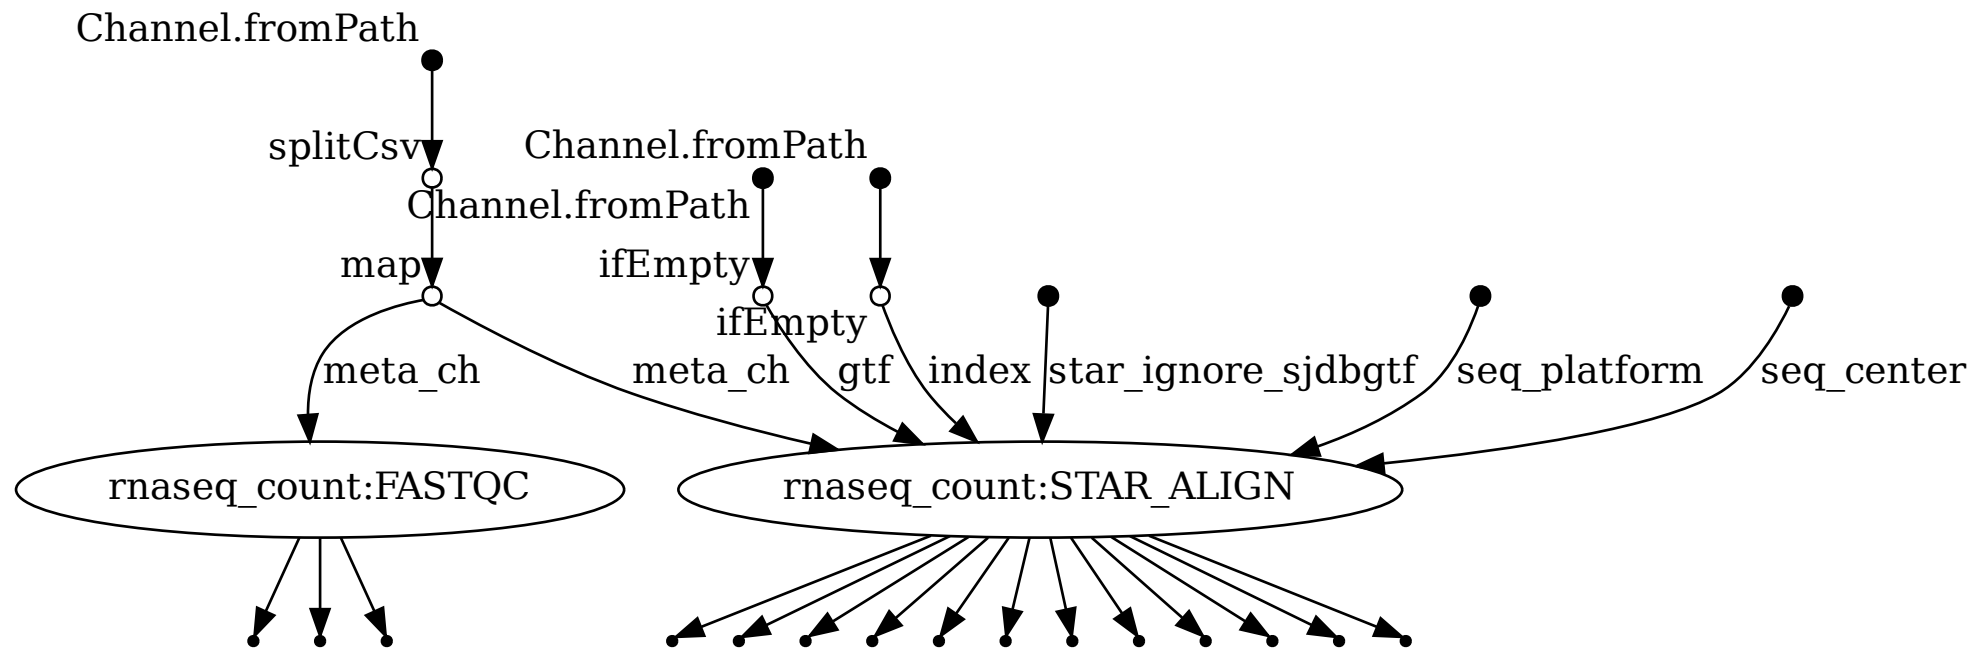 Channel.fromPath
splitCsv
Channel.fromPath
Channel.fromPath
map
ifEmpty
ifEmpty
meta_ch
meta_ch
gtf
index
star_ignore_sjdbgtf
seq_platform
seq_center
rnaseq_count:FASTQC
rnaseq_count:STAR_ALIGN